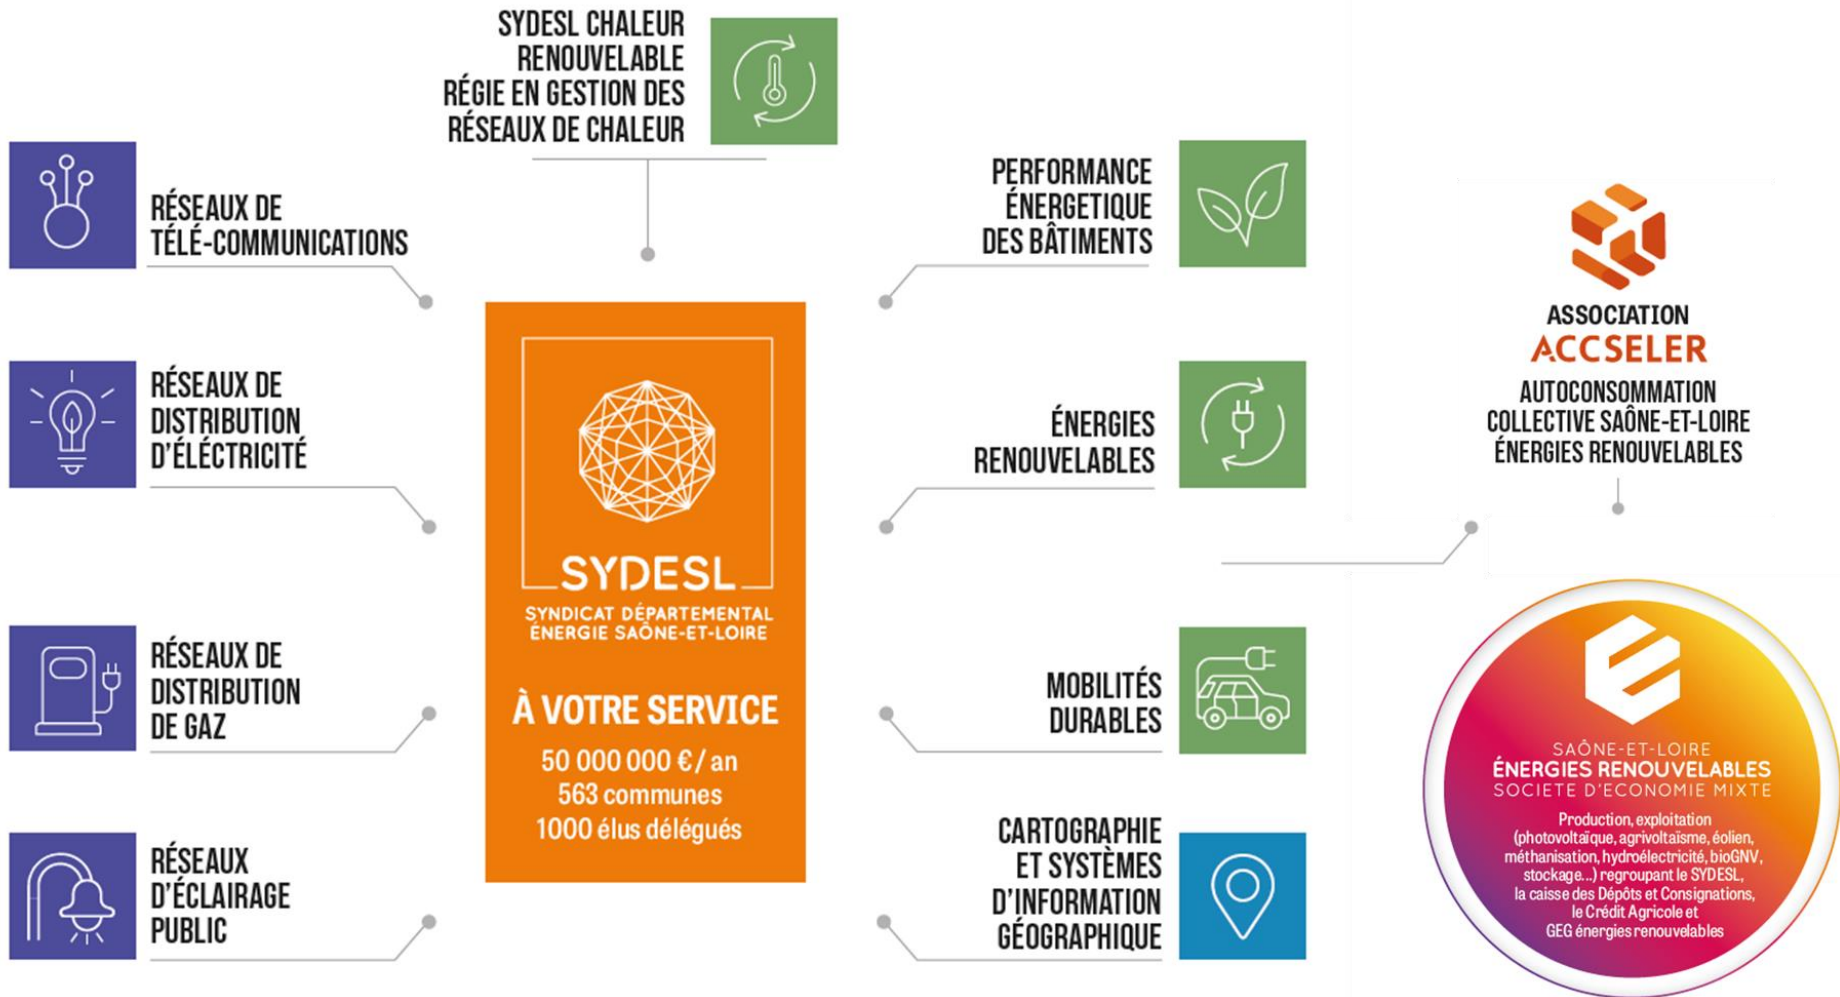 SYDESL CHALEUR
RENOUVELABLE
RÉGIE EN GESTION DES
RÉSEAUX DE CHALEUR
RÉSEAUX DE
TÉLÉ-COMMUNICATIONS
RÉSEAUX DE
DISTRIBUTION
D'ÉLÉCTRICITÉ
RÉSEAUX DE
DISTRIBUTION
DE GAZ
RÉSEAUX
D'ÉCLAIRAGE
PUBLIC
SYDESL
SYNDICAT DÉPARTEMENTAL
ÉNERGIE SAÔNE-ET-LOIRE
À VOTRE SERVICE
50 000 000 €/ an
563 communes
1000 élus délégués
PERFORMANCE
ÉNERGETIQUE
DES BÂTIMENTS
ÉNERGIES
RENOUVELABLES
MOBILITÉS
DURABLES
CARTOGRAPHIE
ET SYSTÈMES
D'INFORMATION
GÉOGRAPHIQUE
ASSOCIATION
ACCSELER
AUTOCONSOMMATION
COLLECTIVE SAÔNE-ET-LOIRE
ÉNERGIES RENOUVELABLES
SAÔNE-ET-LOIRE
ÉNERGIES RENOUVELABLES
SOCIETE D'ECONOMIE MIXTE
Production, exploitation
(photovoltaïque, agrivoltaïsme, éolien,
méthanisation, hydroélectricité, bioGNV,
stockage...) regroupant le SYDESL,
la caisse des Dépôts et Consignations,
le Crédit Agricole et
GEG énergies renouvelables